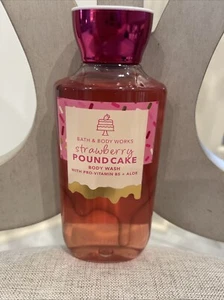 BATH & BODY WORKS
strawberry
POUNDCAKE
BODY WASH
WITH PRO-VITAMIN B5 + ALOE